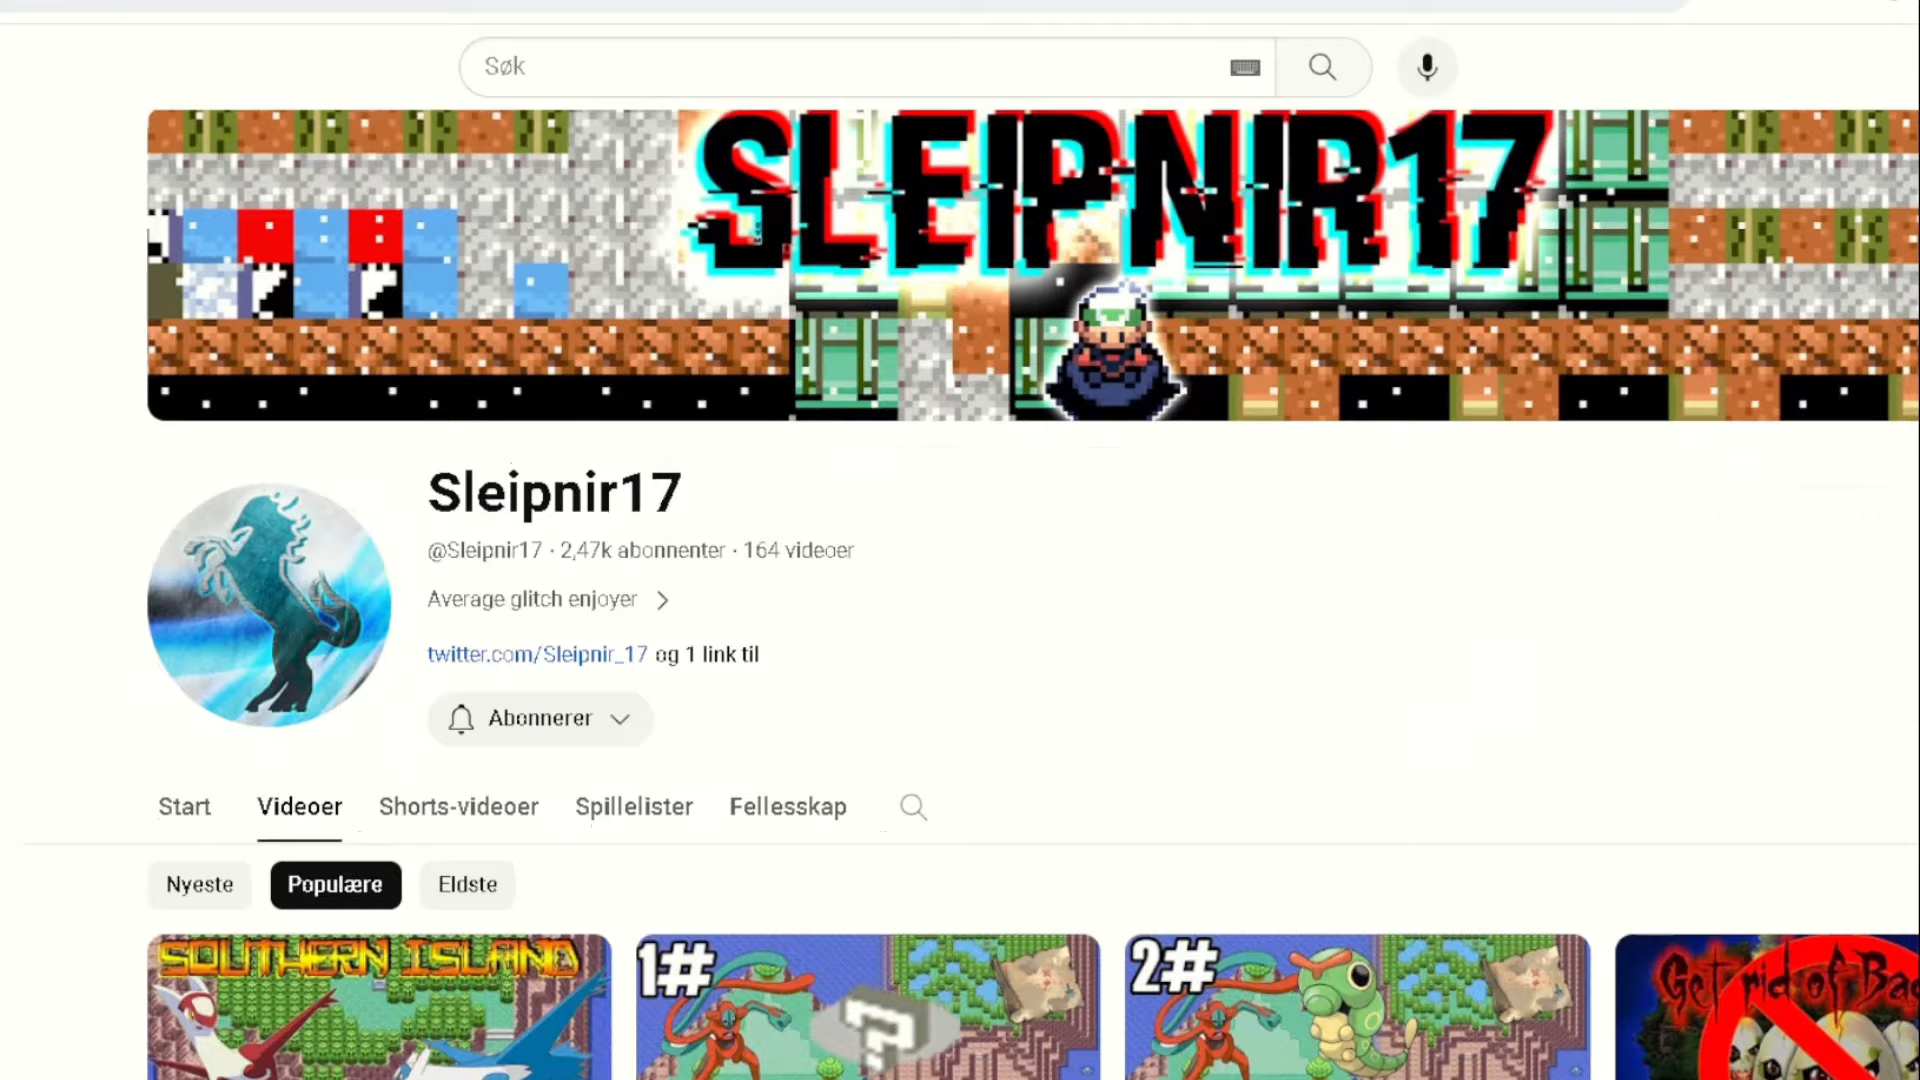 Søk
SLEIPNIR17
Sleipnir17
@Sleipnir17 · 2,47k abonnenter · 164 videoer
Average glitch enjoyer
twitter.com/Sleipnir_17 og 1 link til
Abonnerer
Start Videoer Shorts-videoer Spillelister Fellesskap
Nyeste Populære Eldste
SOUTHERN ISLAND
1#
?
2#
Get rid of Bad